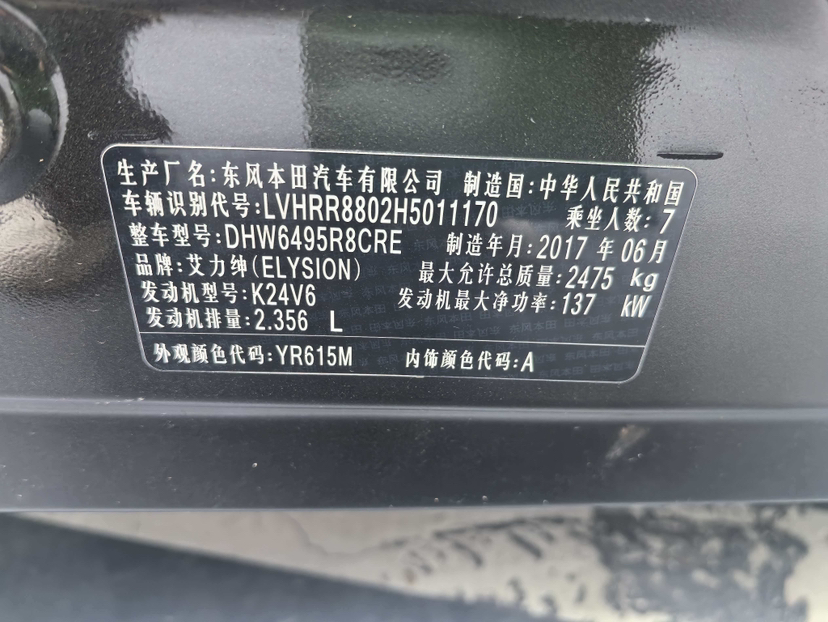 生产厂名:东风本田汽车有限公司 制造国:中华人民共和国
车辆识别代号:LVHRR8802H5011170 乘坐人数:7
整车型号:DHW6495R8CRE 制造年月:2017 年 06 月
品牌:艾力绅(ELYSION) 最大允许总质量:2475 kg
发动机型号:K24V6 发动机最大净功率:137 kW
发动机排量:2.356 L
外观颜色代码:YR615M 内饰颜色代码:A